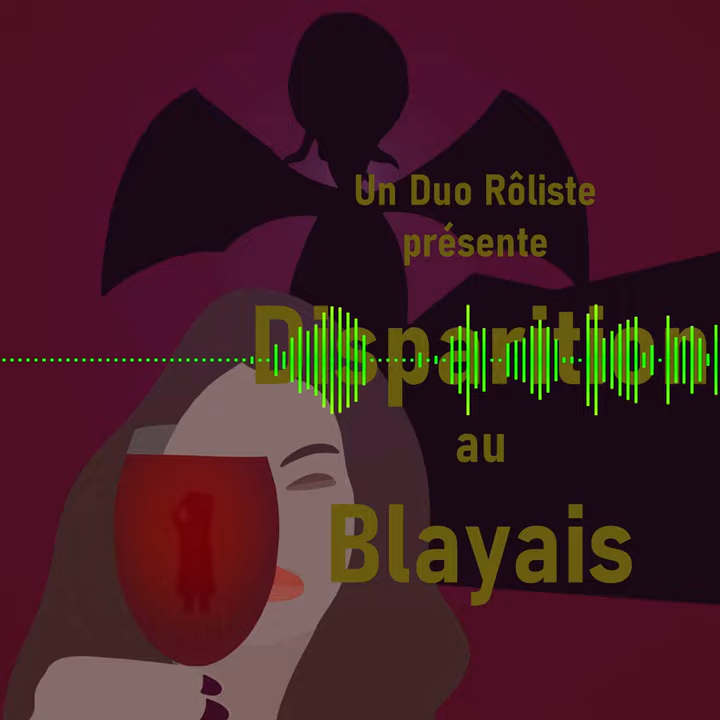 Un Duo Rôliste
présente
Disparition
au
Blayais